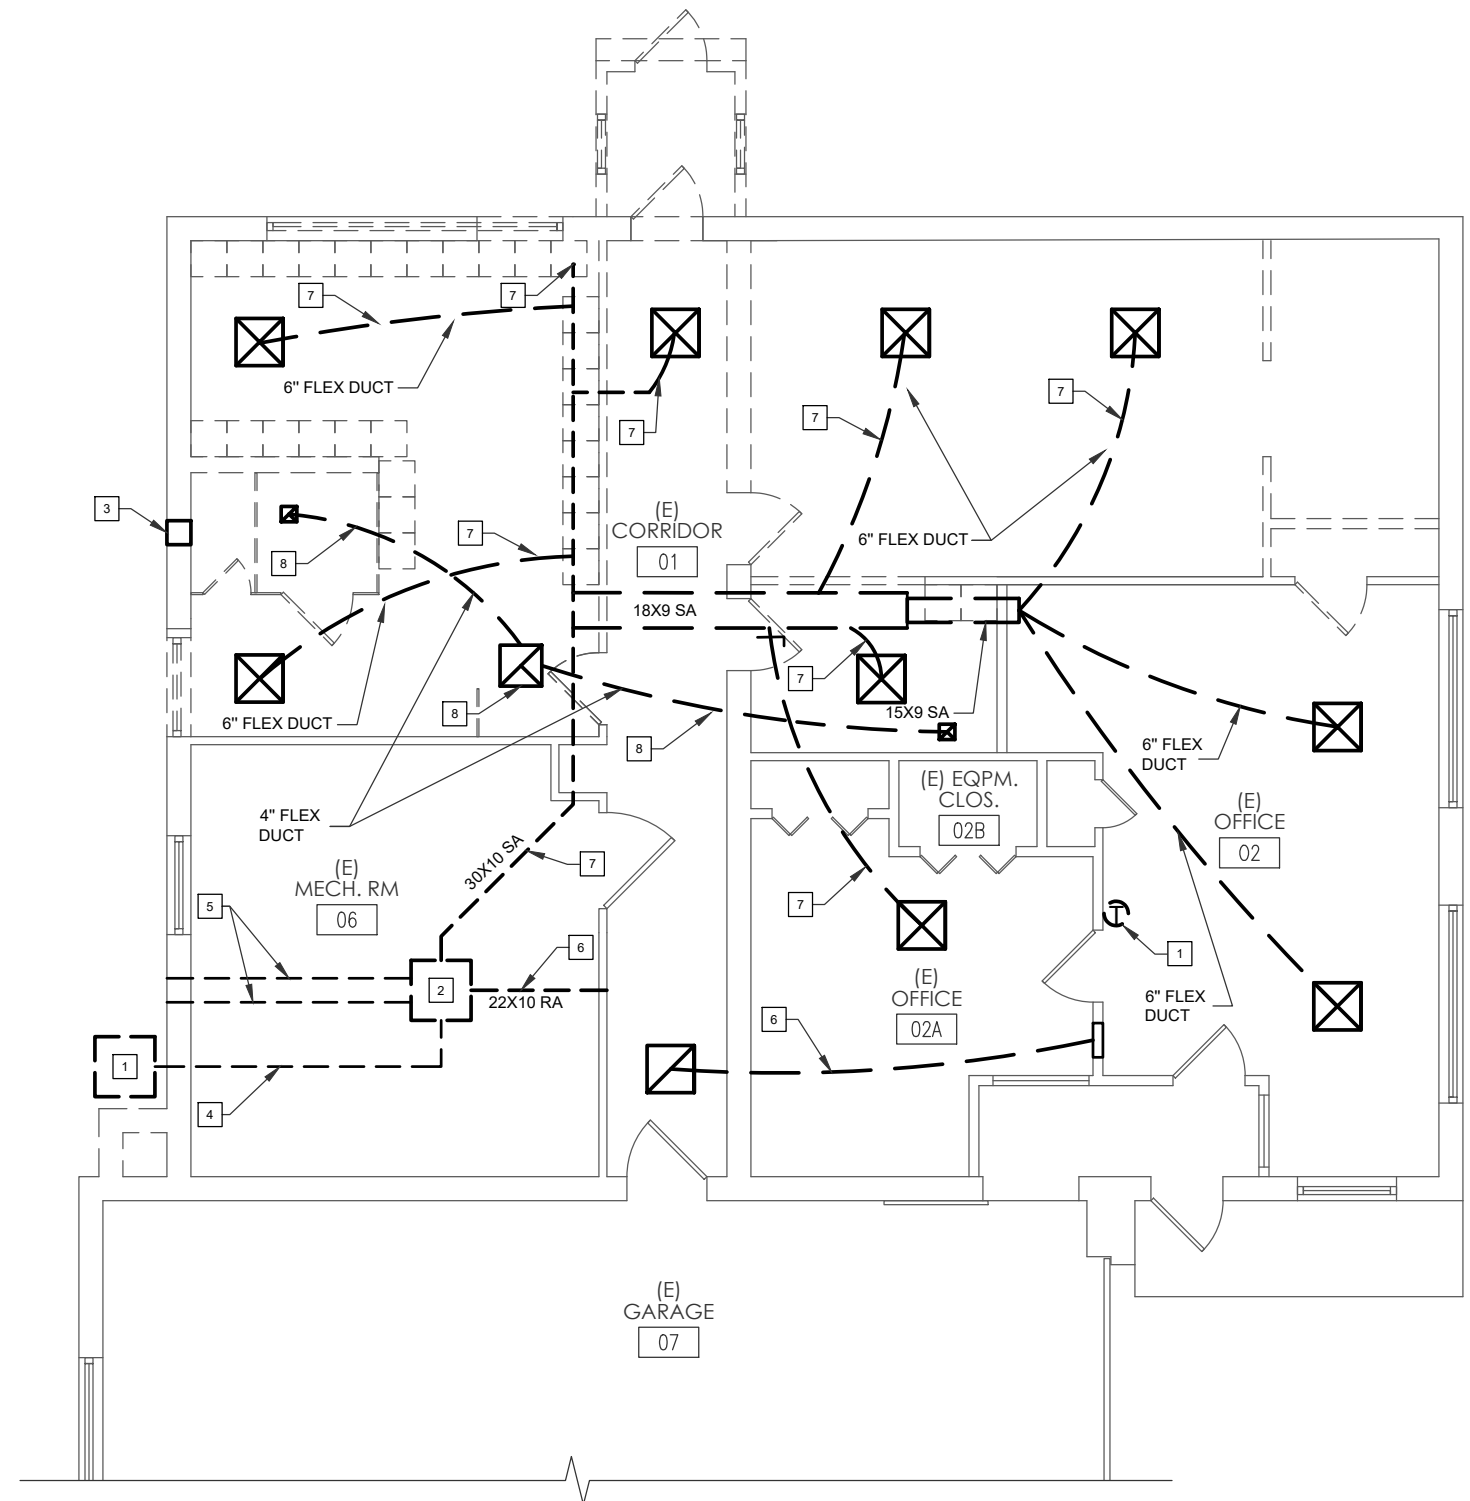 7
7
6" FLEX DUCT
7
7
7
3
7
8
(E)
CORRIDOR
01
6" FLEX DUCT
18X9 SA
7
15X9 SA
6" FLEX DUCT
8
8
6" FLEX
DUCT
4" FLEX
DUCT
(E) EQPM.
CLOS.
02B
(E)
OFFICE
02
30X10 SA
7
(E)
MECH. RM
06
5
7
T
1
6
2
22X10 RA
(E)
OFFICE
02A
6" FLEX
DUCT
6
1
4
(E)
GARAGE
07